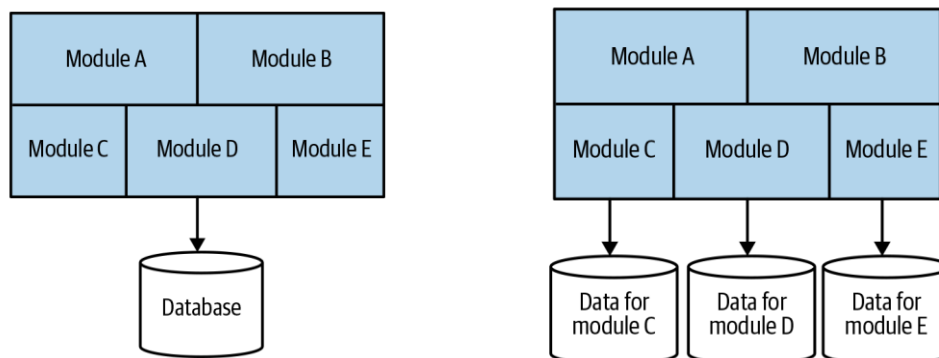 Module A
Module B
Module C
Module D
Module E
Database
Module A
Module B
Module C
Module D
Module E
Data for
module C
Data for
module D
Data for
module E